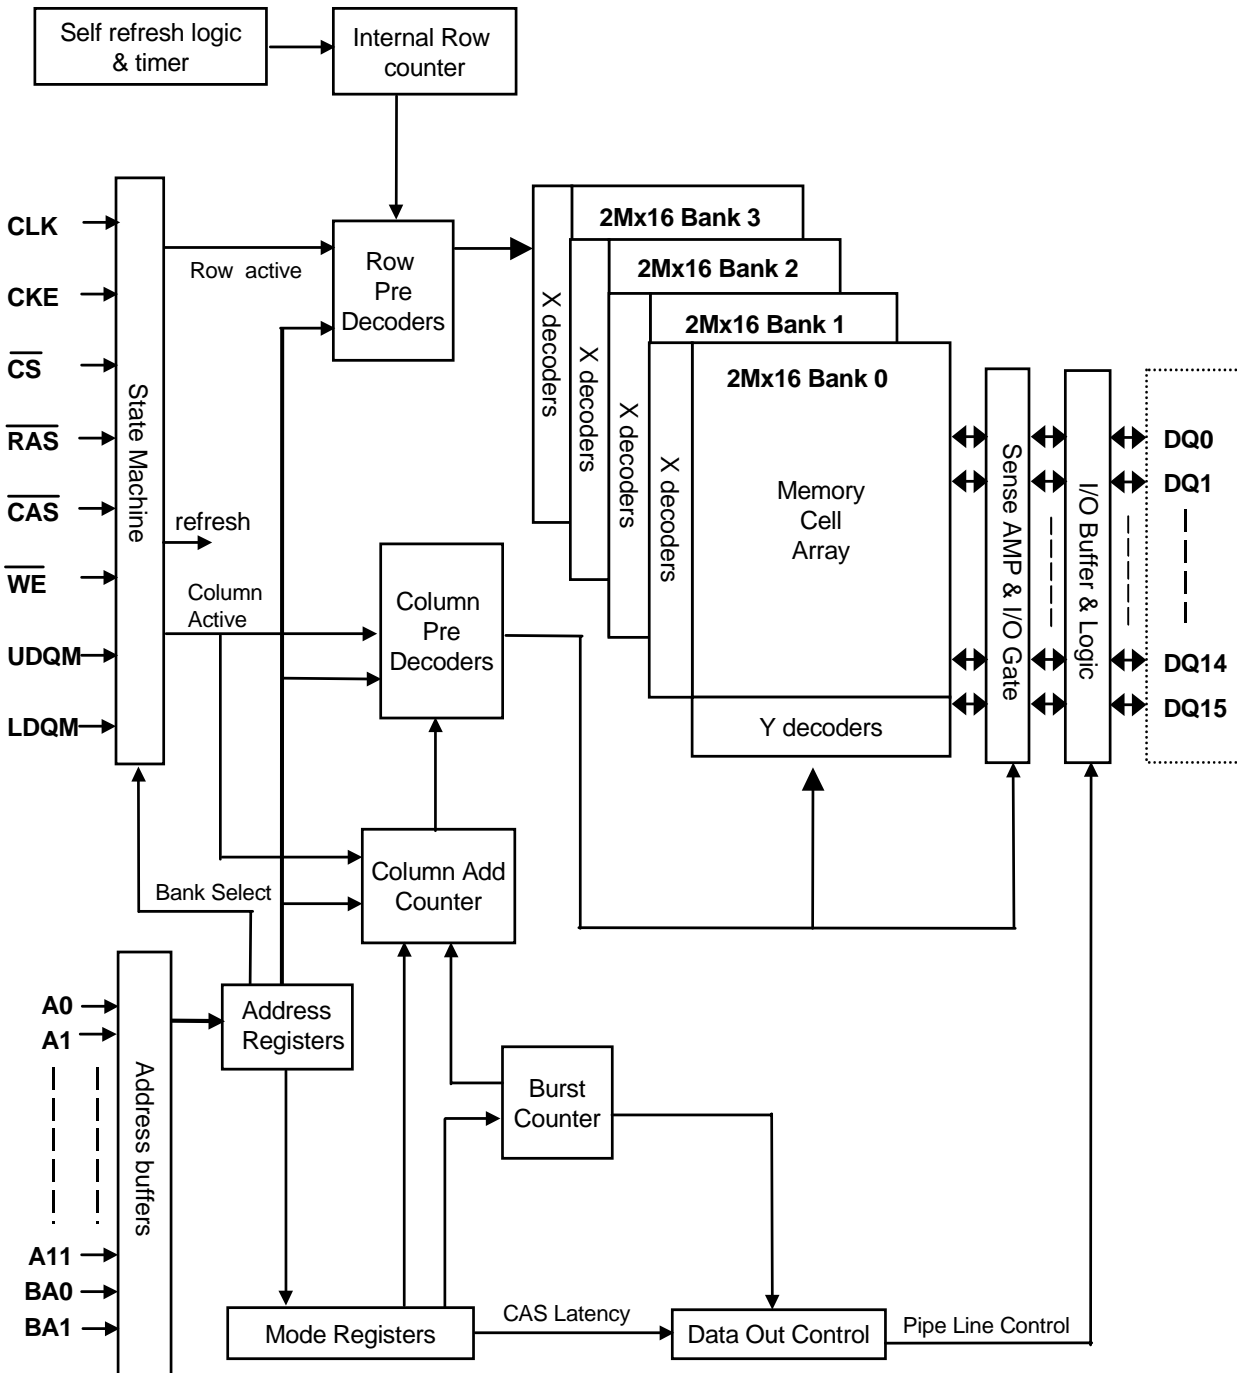 Self refresh logic
& timer
Internal Row
counter
CLK
CKE
CS
RAS
CAS
WE
UDQM
LDQM
State Machine
Row active
refresh
Column
Active
Bank Select
Row
Pre
Decoders
Column
Pre
Decoders
Column Add
Counter
2Mx16 Bank 3
2Mx16 Bank 2
2Mx16 Bank 1
2Mx16 Bank 0
X decoders
X decoders
X decoders
X decoders
Memory
Cell
Array
Y decoders
Sense AMP & I/O Gate
I/O Buffer & Logic
DQ0
DQ1
DQ14
DQ15
A0
A1
A11
BA0
BA1
Address buffers
Address
Registers
Burst
Counter
Mode Registers
CAS Latency
Data Out Control
Pipe Line Control